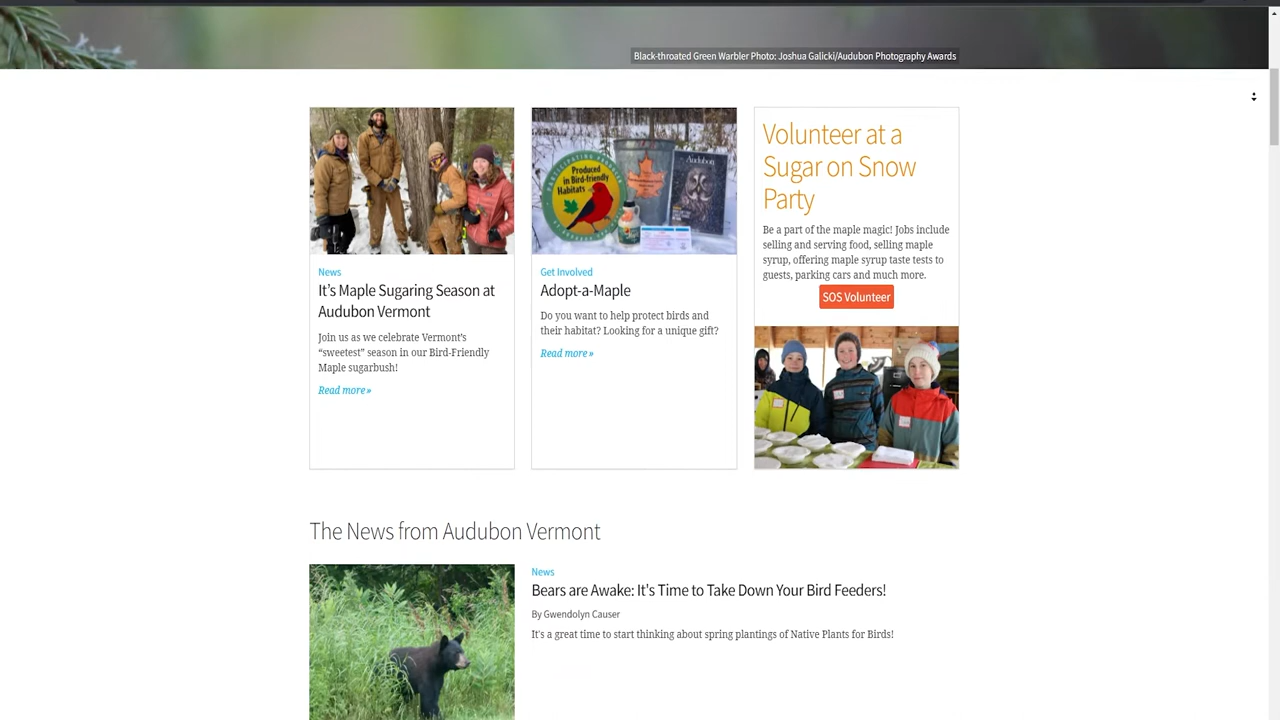 Black-throated Green Warbler Photo: Joshua Galicki/Audubon Photography Awards
News
It's Maple Sugaring Season at
Audubon Vermont
Join us as we celebrate Vermont's
“sweetest” season in our Bird-Friendly
Maple sugarbush!
Read more »
Produced
in Bird-friendly
Habitats
Audubon
Get Involved
Adopt-a-Maple
Do you want to help protect birds and
their habitat? Looking for a unique gift?
Read more »
Volunteer at a
Sugar on Snow
Party
Be a part of the maple magic! Jobs include
selling and serving food, selling maple
syrup, offering maple syrup taste tests to
guests, parking cars and much more.
SOS Volunteer
The News from Audubon Vermont
News
Bears are Awake: It's Time to Take Down Your Bird Feeders!
By Gwendolyn Causer
It's a great time to start thinking about spring plantings of Native Plants for Birds!